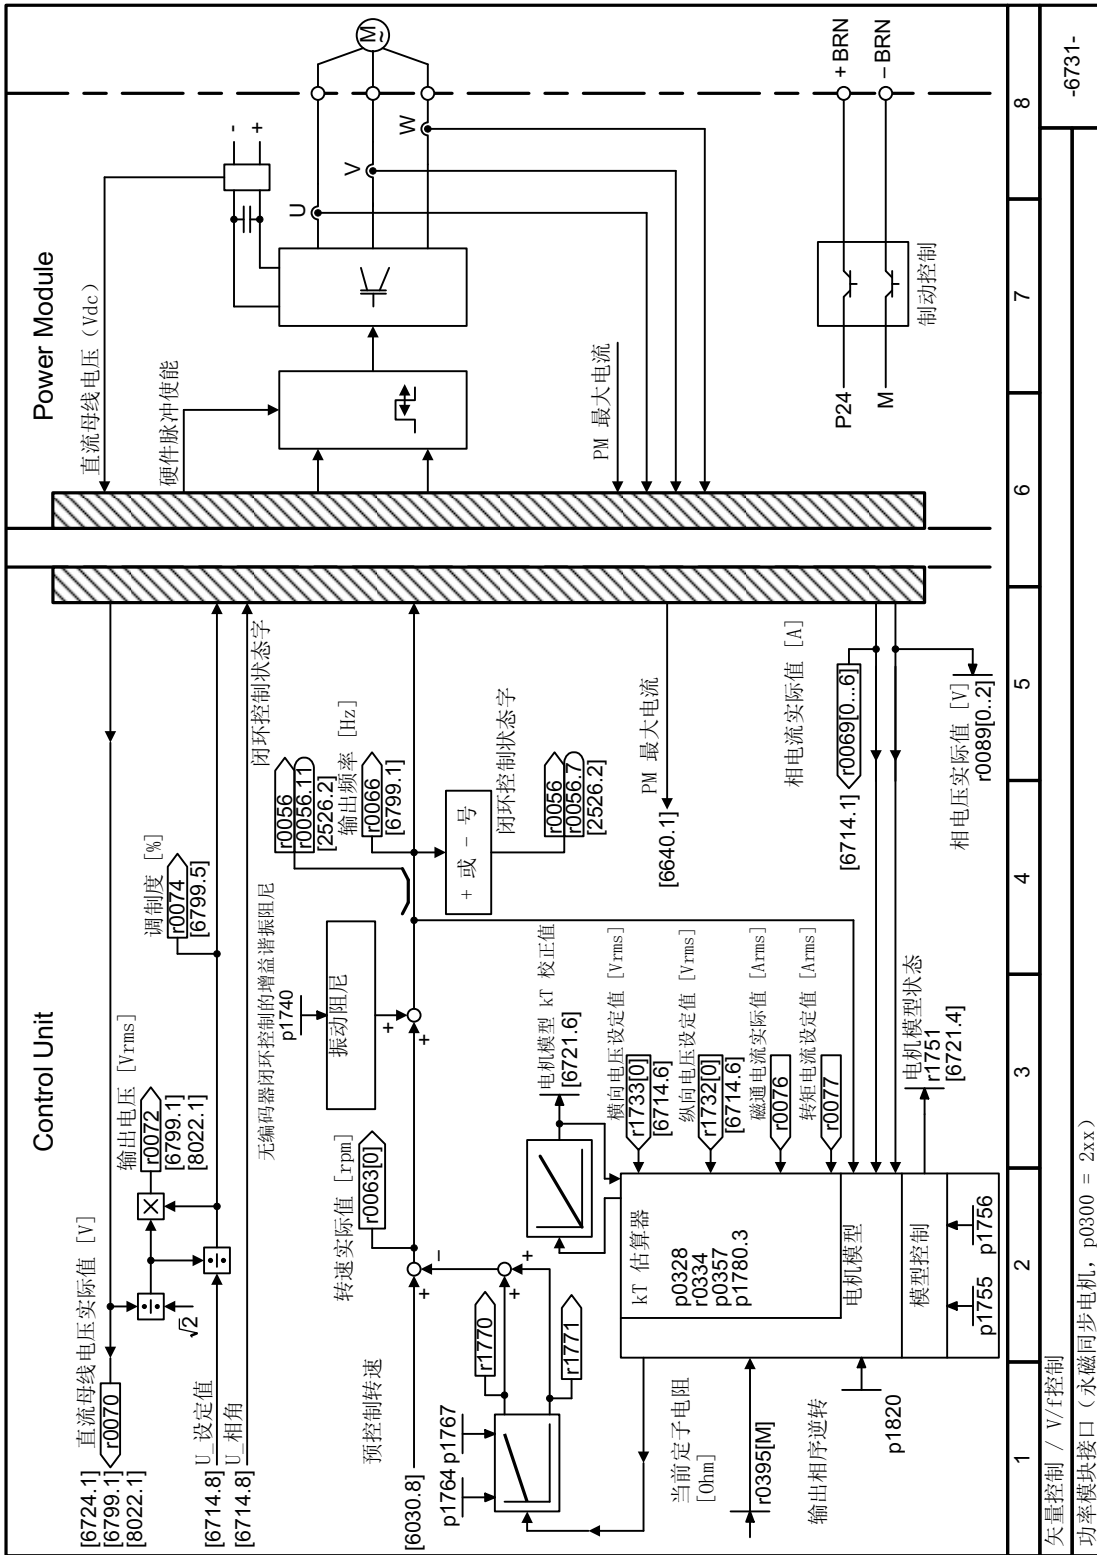 Control Unit
Power Module
[6724.1]
[6799.1]
[8022.1]
直流母线电压实际值 [V]
r0070
√2
输出电压 [Vrms]
r0072
[6799.1]
[8022.1]
调制度 [%]
r0074
[6799.5]
[6714.8]
U_设定值
[6714.8]
U_相角
闭环控制状态字
无编码器闭环控制的增益谐振阻尼
p1740
振动阻尼
r0056
r0056.11
[2526.2]
输出频率 [Hz]
r0066
[6799.1]
+ 或 - 号
闭环控制状态字
r0056
r0056.7
[2526.2]
转速实际值 [rpm]
r0063[0]
预控制转速
[6030.8]
+
−
+
+
+
+
p1764
p1767
r1770
r1771
电机模型 kT 校正值
[6721.6]
PM 最大电流
[6640.1]
横向电压设定值 [Vrms]
r1733[0]
[6714.6]
纵向电压设定值 [Vrms]
r1732[0]
[6714.6]
磁通电流实际值 [Arms]
r0076
转矩电流设定值 [Arms]
r0077
kT 估算器
p0328
r0334
p0357
p1780.3
电机模型
模型控制
当前定子电阻
[Ohm]
r0395[M]
输出相序逆转
p1820
p1755
p1756
电机模型状态
r1751
[6721.4]
相电流实际值 [A]
[6714.1]
r0069[0...6]
相电压实际值 [V]
r0089[0..2]
直流母线电压 (Vdc)
硬件脉冲使能
-
+
U
V
W
M
~
PM 最大电流
P24
M
制动控制
+ BRN
− BRN
1
2
3
4
5
6
7
8
矢量控制 / V/f控制
功率模块接口（永磁同步电机, p0300 = 2xx）
-6731-